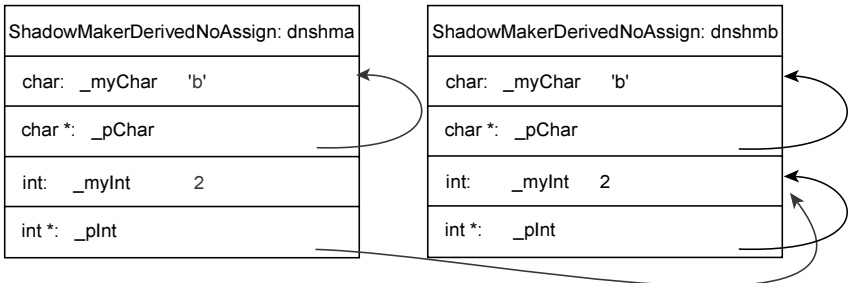 ShadowMakerDerivedNoAssign: dnshma
char: _myChar 'b'
char *: _pChar
int: _myInt 2
int *: _pInt
ShadowMakerDerivedNoAssign: dnshmb
char: _myChar 'b'
char *: _pChar
int: _myInt 2
int *: _pInt